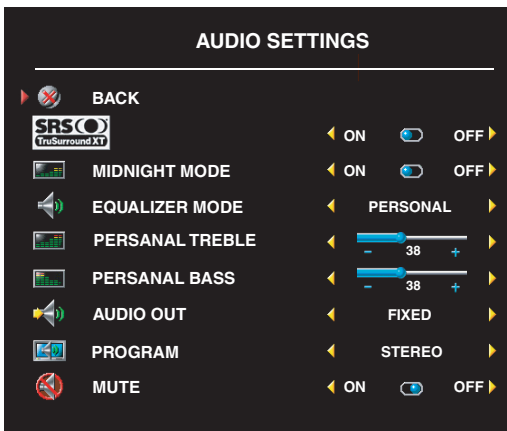 AUDIO SETTINGS
BACK
SRS
TruSurround XT
ON OFF
MIDNIGHT MODE ON OFF
EQUALIZER MODE PERSONAL
PERSANAL TREBLE - 38 +
PERSANAL BASS - 38 +
AUDIO OUT FIXED
PROGRAM STEREO
MUTE ON OFF